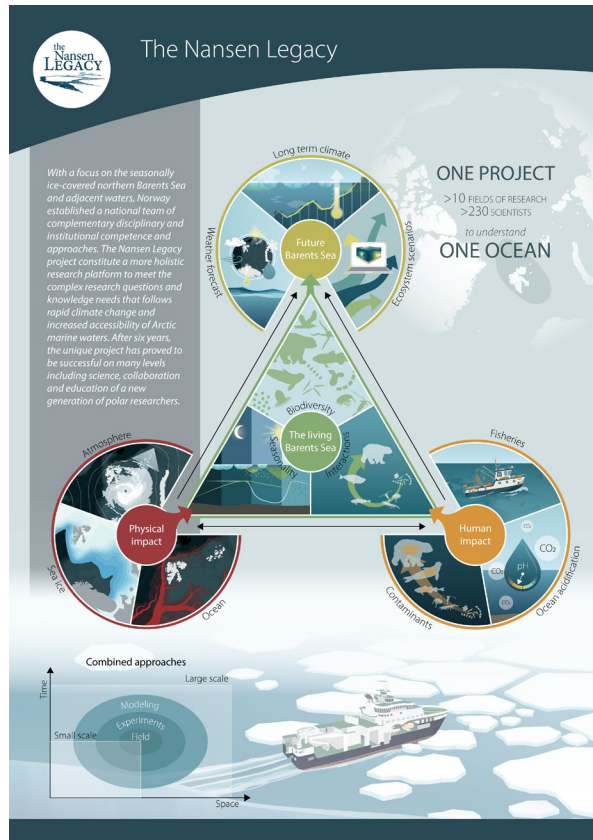 the
Nansen
LEGACY
The Nansen Legacy
With a focus on the seasonally
ice-covered northern Barents Sea
and adjacent waters, Norway
established a national team of
complementary disciplinary and
institutional competence and
approaches. The Nansen Legacy
project constitute a more holistic
research platform to meet the
complex research questions and
knowledge needs that follows
rapid climate change and
increased accessibility of Arctic
marine waters. After six years,
the unique project has proved to
be successful on many levels
including science, collaboration
and education of a new
generation of polar researchers.
ONE PROJECT
>10 FIELDS OF RESEARCH
>230 SCIENTISTS
to understand
ONE OCEAN
Long term climate
Weather forecast
Ecosystem scenarios
Future
Barents Sea
Biodiversity
The living
Barents Sea
Seasonality
Interactions
Atmosphere
Physical
impact
Sea ice
Ocean
Fisheries
Human
impact
CO2
CO2
CO2
CO2
pH
Contaminants
Ocean acidification
Combined approaches
Large scale
Time
Modeling
Experiments
Small scale
Field
Space